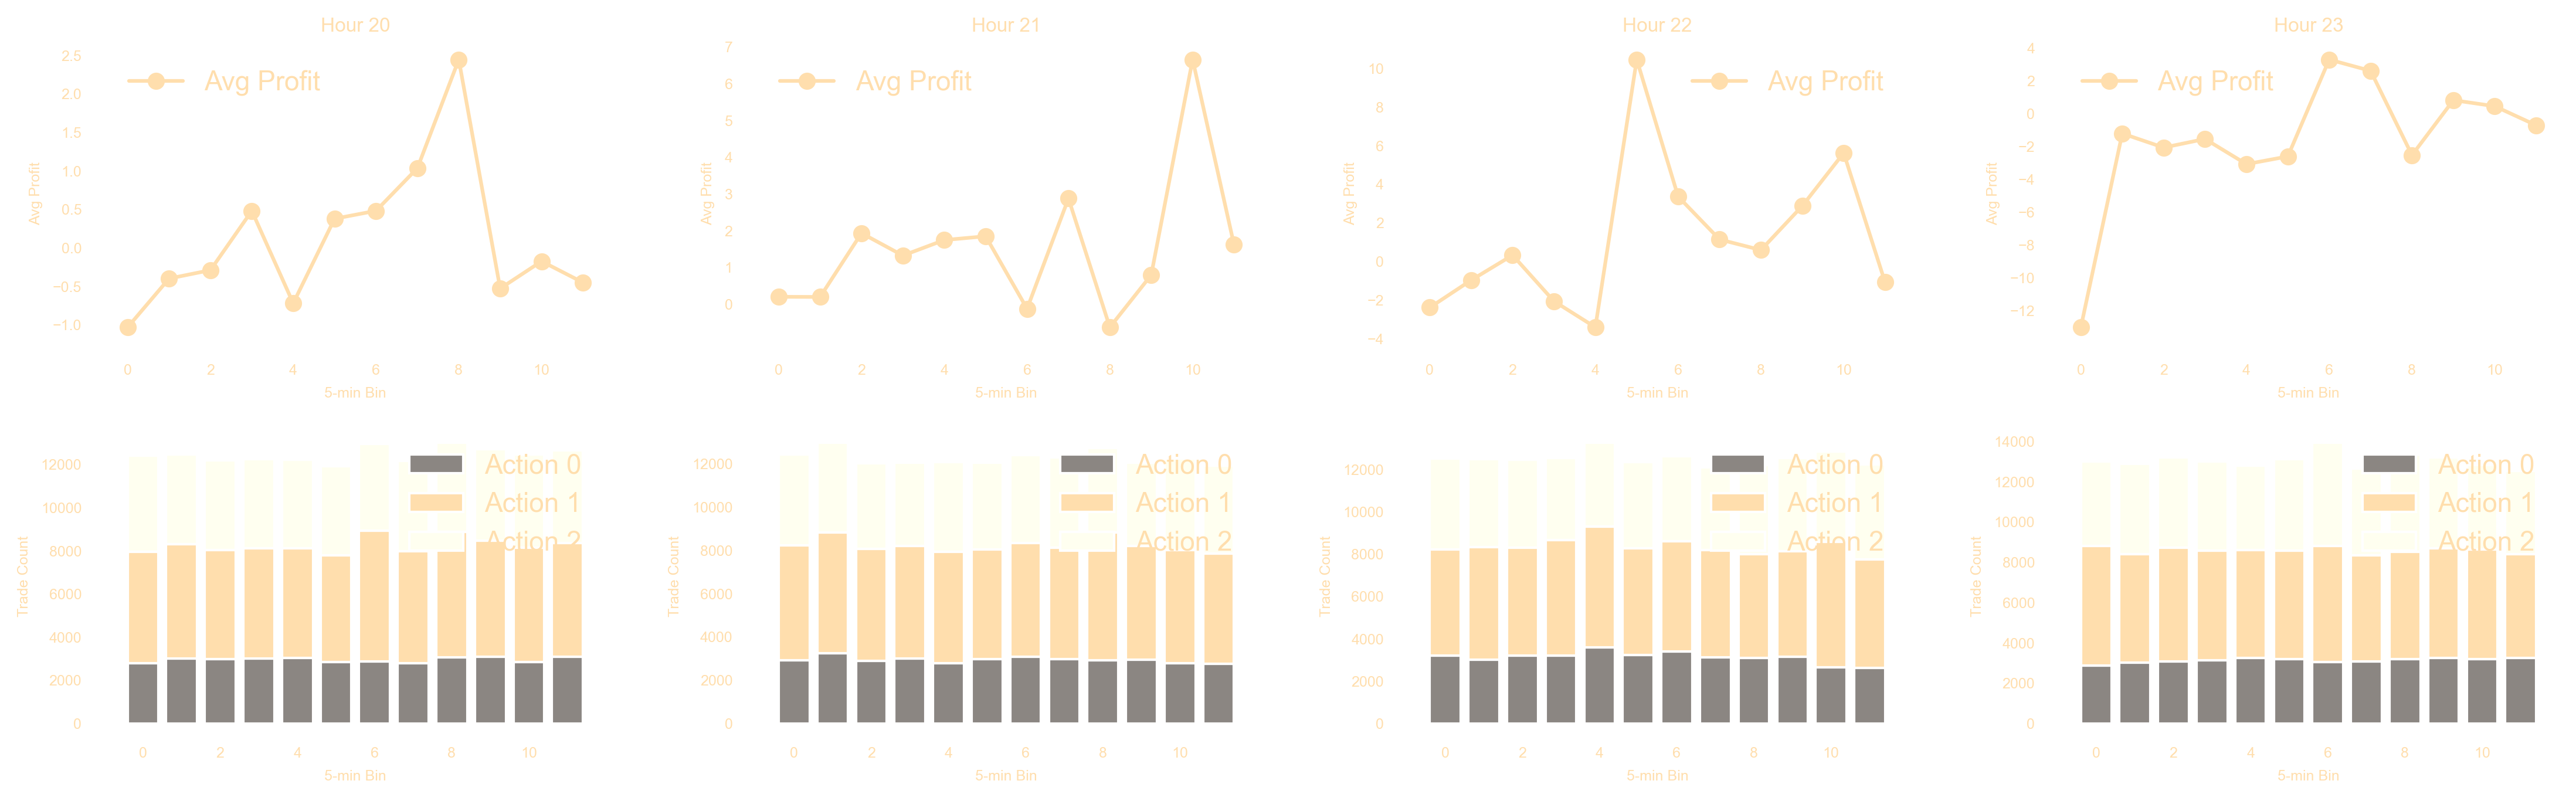 Hour 20
Avg Profit
Avg Profit
2.5
2.0
1.5
1.0
0.5
0.0
−0.5
−1.0
0 2 4 6 8 10
5-min Bin
Hour 21
Avg Profit
Avg Profit
7
6
5
4
3
2
1
0
0 2 4 6 8 10
5-min Bin
Hour 22
Avg Profit
Avg Profit
10
8
6
4
2
0
−2
−4
0 2 4 6 8 10
5-min Bin
Hour 23
Avg Profit
Avg Profit
4
2
0
−2
−4
−6
−8
−10
−12
0 2 4 6 8 10
5-min Bin
Action 0
Action 1
Action 2
Trade Count
12000
10000
8000
6000
4000
2000
0
0 2 4 6 8 10
5-min Bin
Action 0
Action 1
Action 2
Trade Count
12000
10000
8000
6000
4000
2000
0
0 2 4 6 8 10
5-min Bin
Action 0
Action 1
Action 2
Trade Count
12000
10000
8000
6000
4000
2000
0
0 2 4 6 8 10
5-min Bin
Action 0
Action 1
Action 2
Trade Count
14000
12000
10000
8000
6000
4000
2000
0
0 2 4 6 8 10
5-min Bin